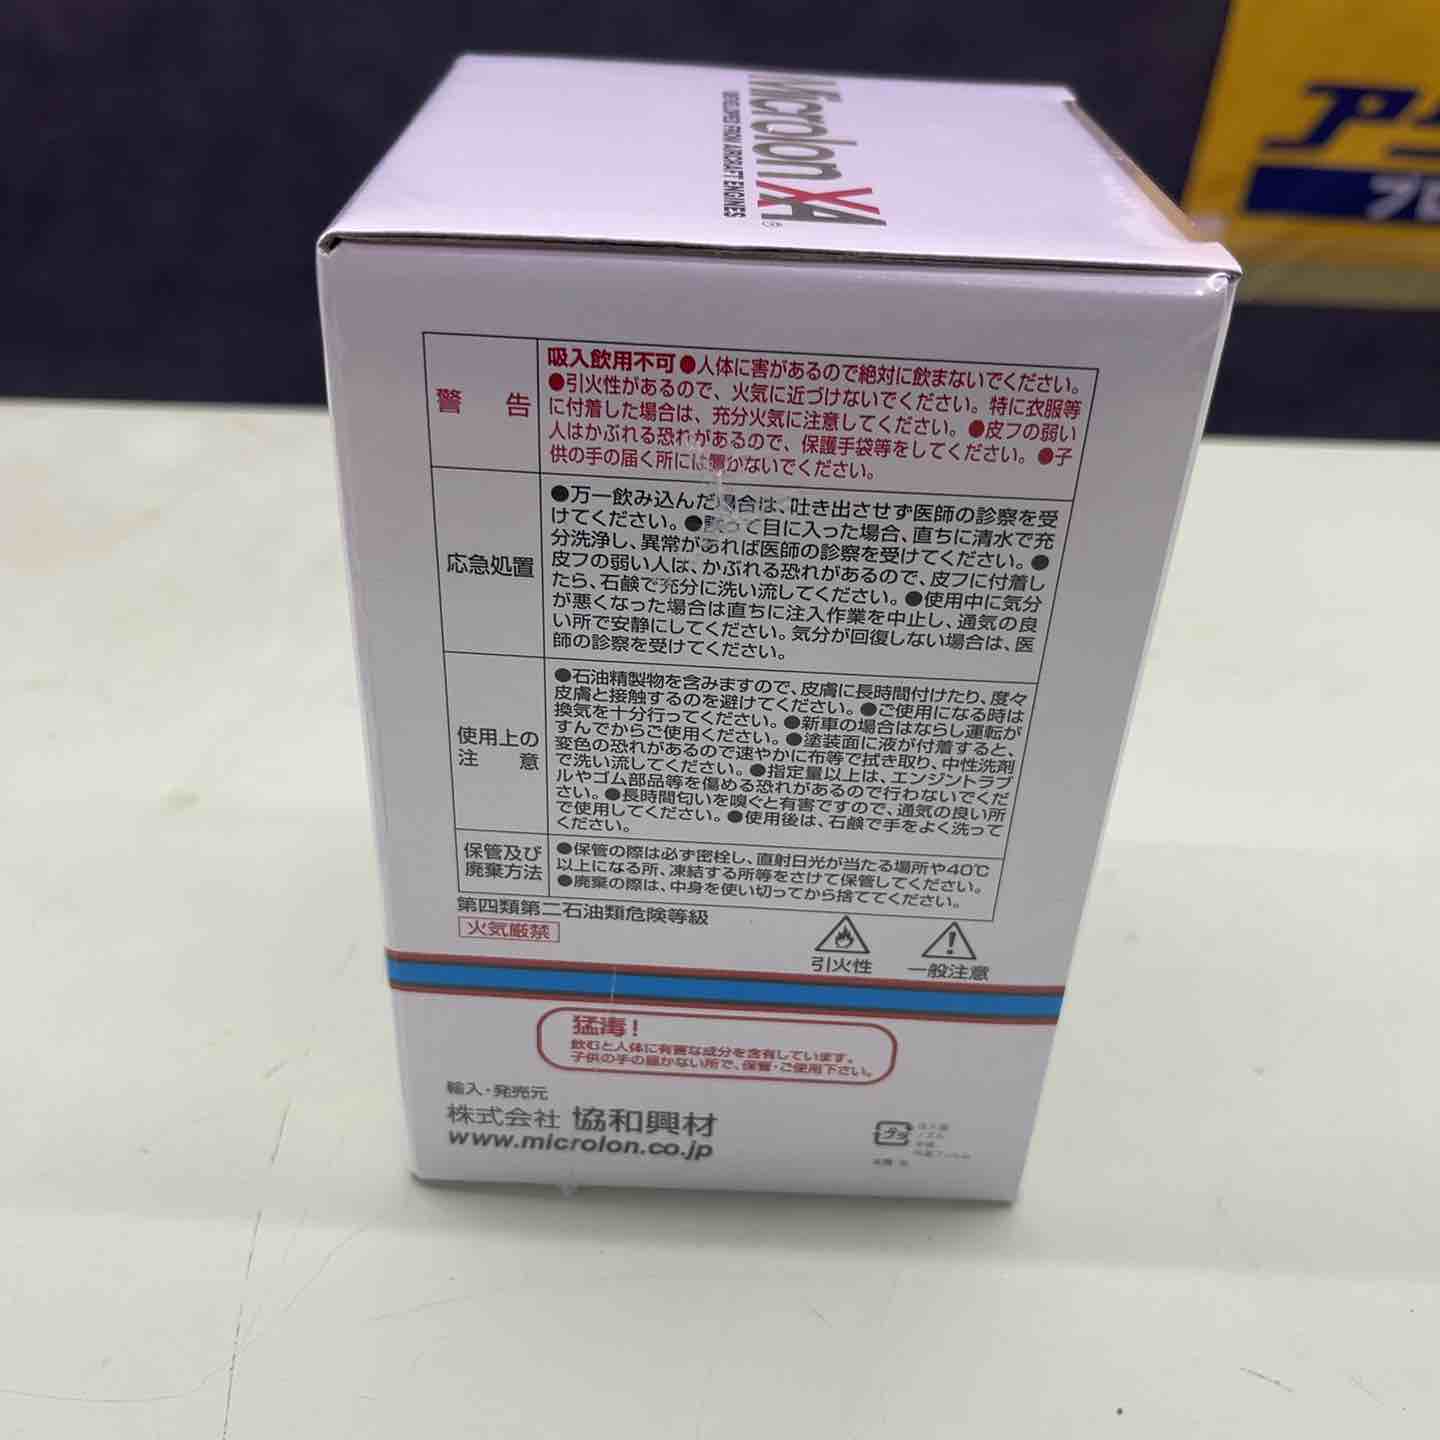 Microlon XA®
DEVELOPED FROM AIRCRAFT ENGINES
ア
プロ
警告
吸入飲用不可●人体に害があるので絶対に飲まないでください。
●引火性があるので、火気に近づけないでください。特に衣服等
に付着した場合は、充分火気に注意してください。●皮フの弱い
人はかぶれる恐れがあるので、保護手袋等をしてください。●子
供の手の届く所には置かないでください。
応急処置
●万一飲み込んだ場合は、吐き出させず医師の診察を受
けてください。●誤って目に入った場合、直ちに清水で充
分洗浄し、異常があれば医師の診察を受けてください。●
皮フの弱い人は、かぶれる恐れがあるので、皮フに付着し
たら、石鹸で充分に洗い流してください。●使用中に気分
が悪くなった場合は直ちに注入作業を中止し、通気の良
い所で安静にしてください。気分が回復しない場合は、医
師の診察を受けてください。
使用上の
注意
●石油精製物を含みますので、皮膚に長時間付けたり、度々
皮膚と接触するのを避けてください。●ご使用になる時は
換気を十分行ってください。●新車の場合はならし運転が
すんでからご使用ください。●塗装面に液が付着すると、
変色の恐れがあるので速やかに布等で拭き取り、中性洗剤
で洗い流してください。●指定量以上は、エンジントラブ
ルやゴム部品等を傷める恐れがあるので行わないでくだ
さい。●長時間匂いを嗅ぐと有害ですので、通気の良い所
で使用してください。●使用後は、石鹸で手をよく洗って
ください。
保管及び
廃棄方法
●保管の際は必ず密栓し、直射日光が当たる場所や40℃
以上になる所、凍結する所等をさけて保管してください。
●廃棄の際は、中身を使い切ってから捨ててください。
第四類第二石油類危険等級
火気厳禁
引火性
一般注意
猛毒!
飲むと人体に有害な成分を含有しています。
子供の手の届かない所で、保管・ご使用下さい。
輸入・発売元
株式会社 協和興材
www.microlon.co.jp
プラ